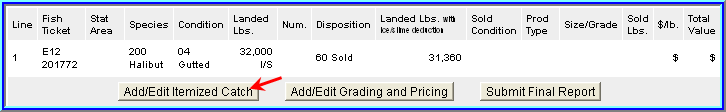 Line Fish Ticket Stat Area Species Condition Landed Lbs. Num. Disposition Landed Lbs. with ice/slime deduction Sold Condition Prod Type Size/Grade Sold Lbs. $/lb. Total Value
1 E12 201772 200 Halibut 04 Gutted 32,000 I/S 60 Sold 31,360 $ $
Add/Edit Itemized Catch Add/Edit Grading and Pricing Submit Final Report